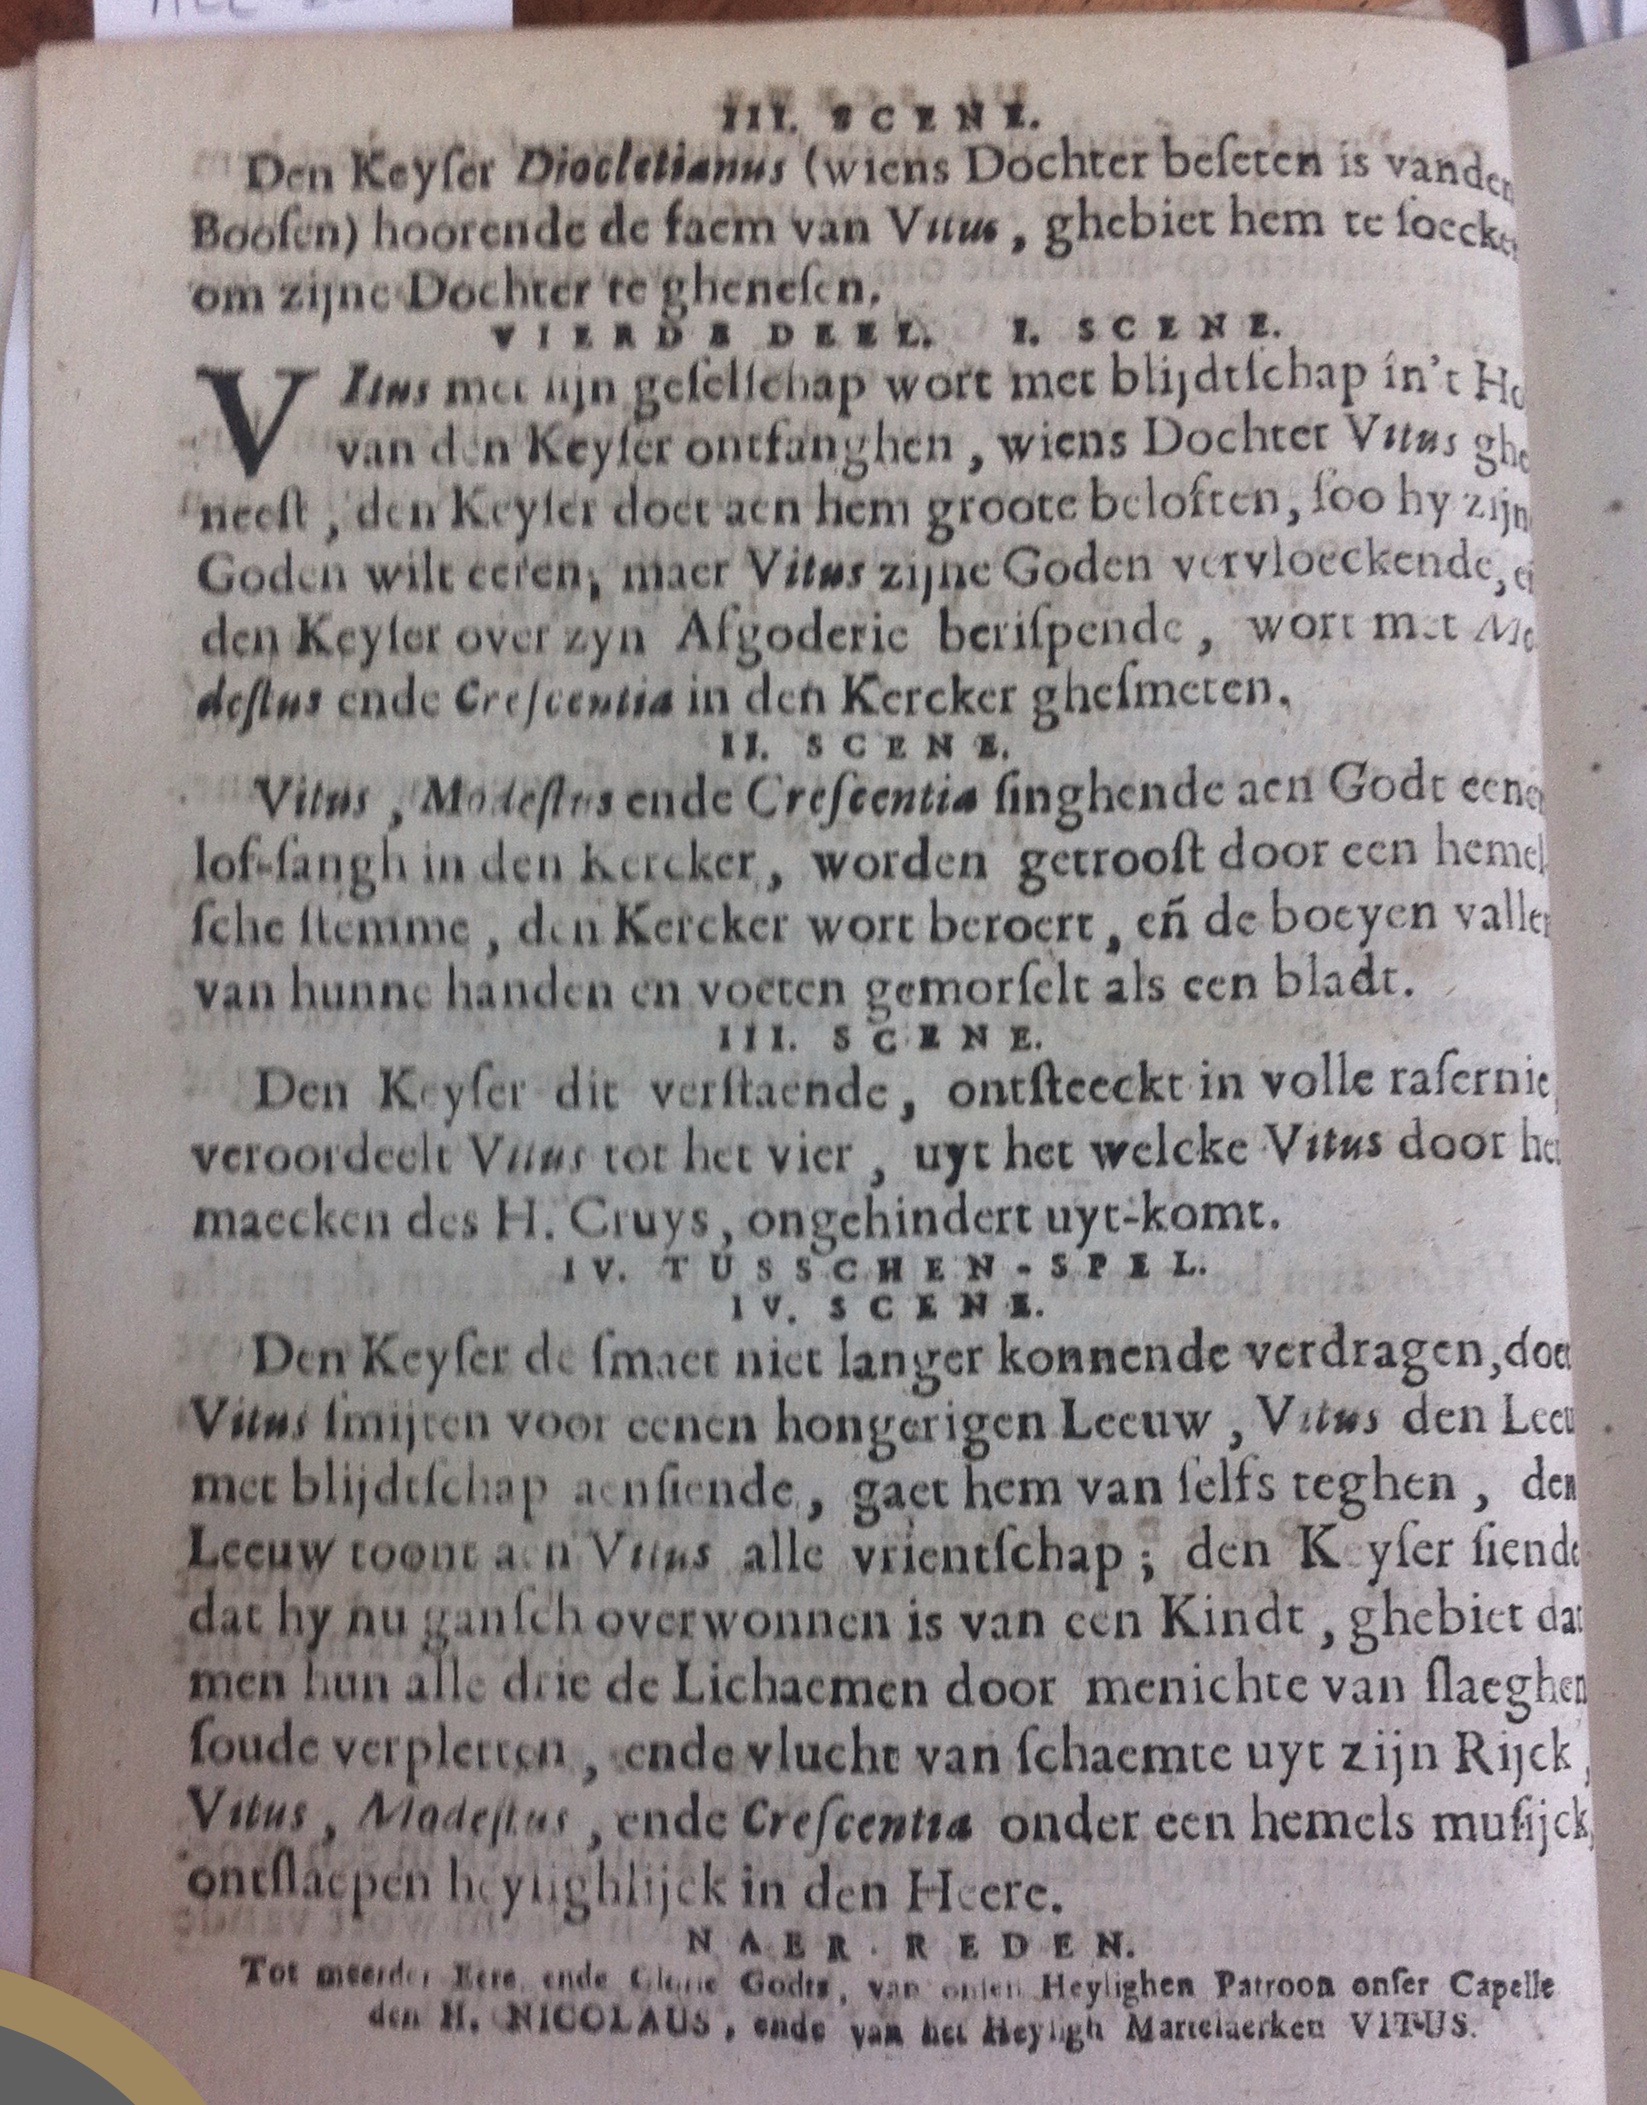 III. SCENE.
Den Keyſer Diocletianus (wiens Dochter beſeten is vanden
Booſen) hoorende de faem van Vitus, ghebiet hem te ſoecke
om zijne Dochter te gheneſen.
VIERDE DEEL. I. SCENE.
VItus met ſijn geſelſchap wort met blijdtſchap in't Ho
van den Keyſer ontfanghen, wiens Dochter Vitus ghe
neeſt, den Keyſer doet aen hem groote beloften, ſoo hy zijn
Goden wilt eeren; maer Vitus zijne Goden vervloeckende, e
den Keyſer over zyn Afgoderie beriſpende, wort met Mo
deſtus ende Creſcentia in den Kercker gheſmeten.
II. SCENE.
Vitus, Modeſtus ende Creſcentia ſinghende aen Godt eene
lof-ſangh in den Kercker, worden getrooſt door een hemel
ſche ſtemme, den Kercker wort beroert, en̄ de boeyen valle
van hunne handen en voeten gemorſelt als een bladt.
III. SCENE.
Den Keyſer dit verſtaende, ontſteeckt in volle raſernie
veroordeelt Vitus tot het vier, uyt het welcke Vitus door he
maecken des H. Cruys, ongehindert uyt-komt.
IV. TUSSCHEN-SPEL.
IV. SCENE.
Den Keyſer de ſmaet niet langer konnende verdragen, doet
Vitus ſmijten voor eenen hongerigen Leeuw, Vitus den Leeu
met blijdtſchap aenſiende, gaet hem van ſelfs teghen, den
Leeuw toont aen Vitus alle vrientſchap; den Keyſer ſiende
dat hy nu ganſch overwonnen is van een Kindt, ghebiet dat
men hun alle drie de Lichaemen door menichte van ſlaeghen
ſoude verpletten, ende vlucht van ſchaemte uyt zijn Rijck,
Vitus, Modeſtus, ende Creſcentia onder een hemels muſijck,
ontſlaepen heylighlijck in den Heere.
NAER-REDEN.
Tot meerder Eere ende Glorie Godts, van onſen Heylighen Patroon onſer Capelle
den H. NICOLAUS, ende van het Heyligh Martelaerken VITUS.